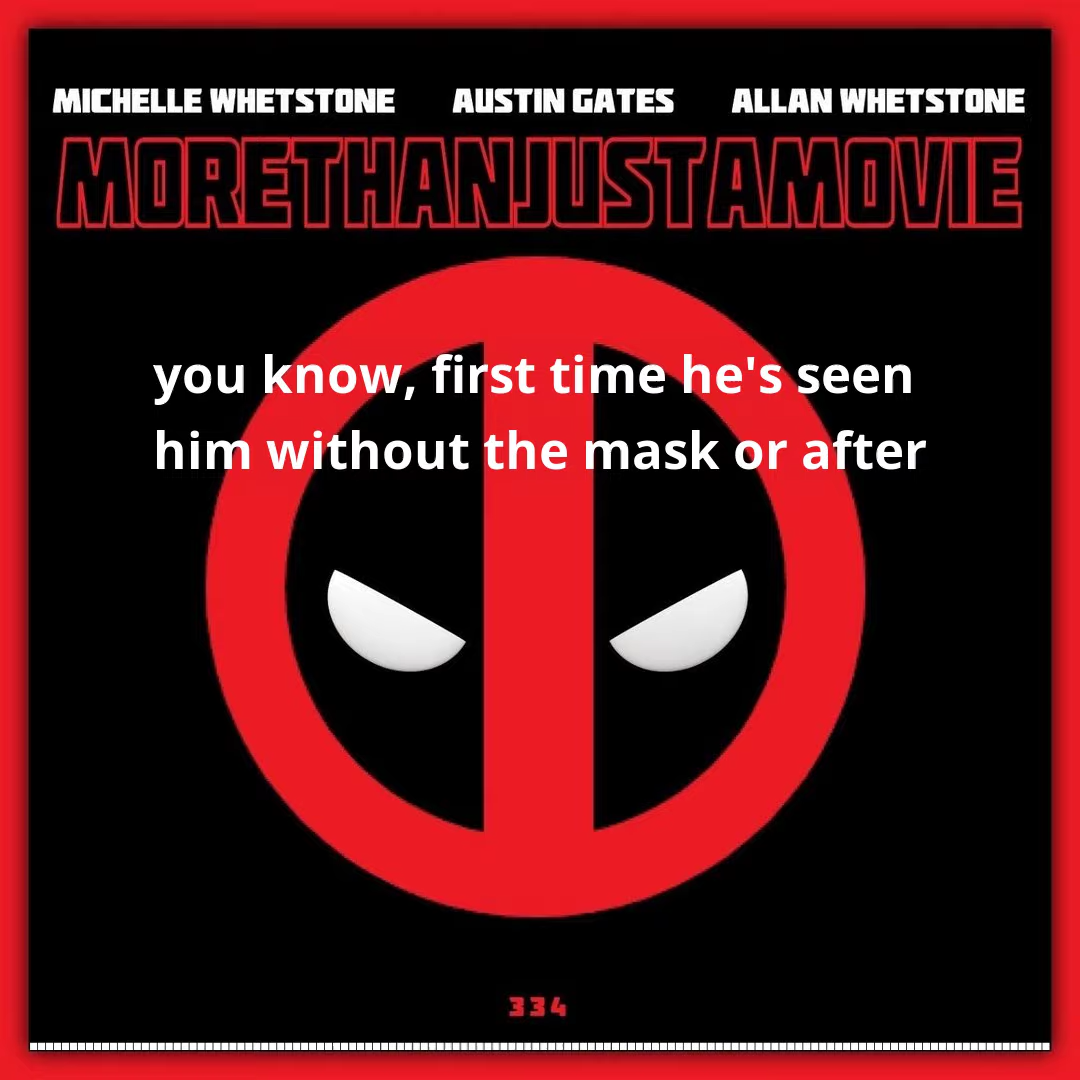 MICHELLE WHETSTONE AUSTIN GATES ALLAN WHETSTONE
MORETHANJUSTAMOVIE
you know, first time he's seen
him without the mask or after
334